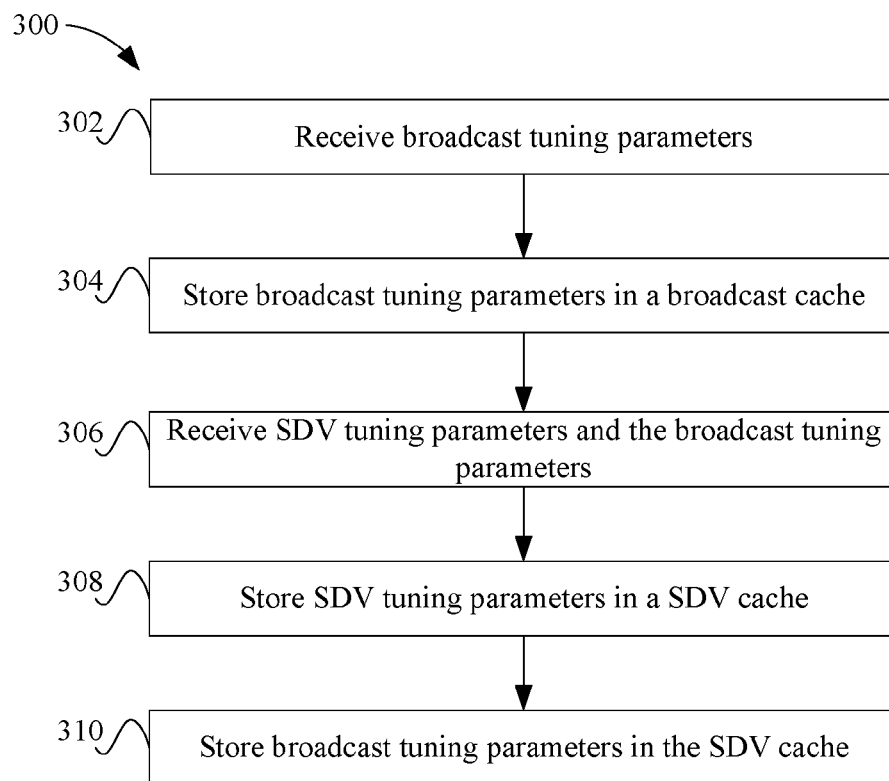 300
302
Receive broadcast tuning parameters
304
Store broadcast tuning parameters in a broadcast cache
306
Receive SDV tuning parameters and the broadcast tuning
parameters
308
Store SDV tuning parameters in a SDV cache
310
Store broadcast tuning parameters in the SDV cache